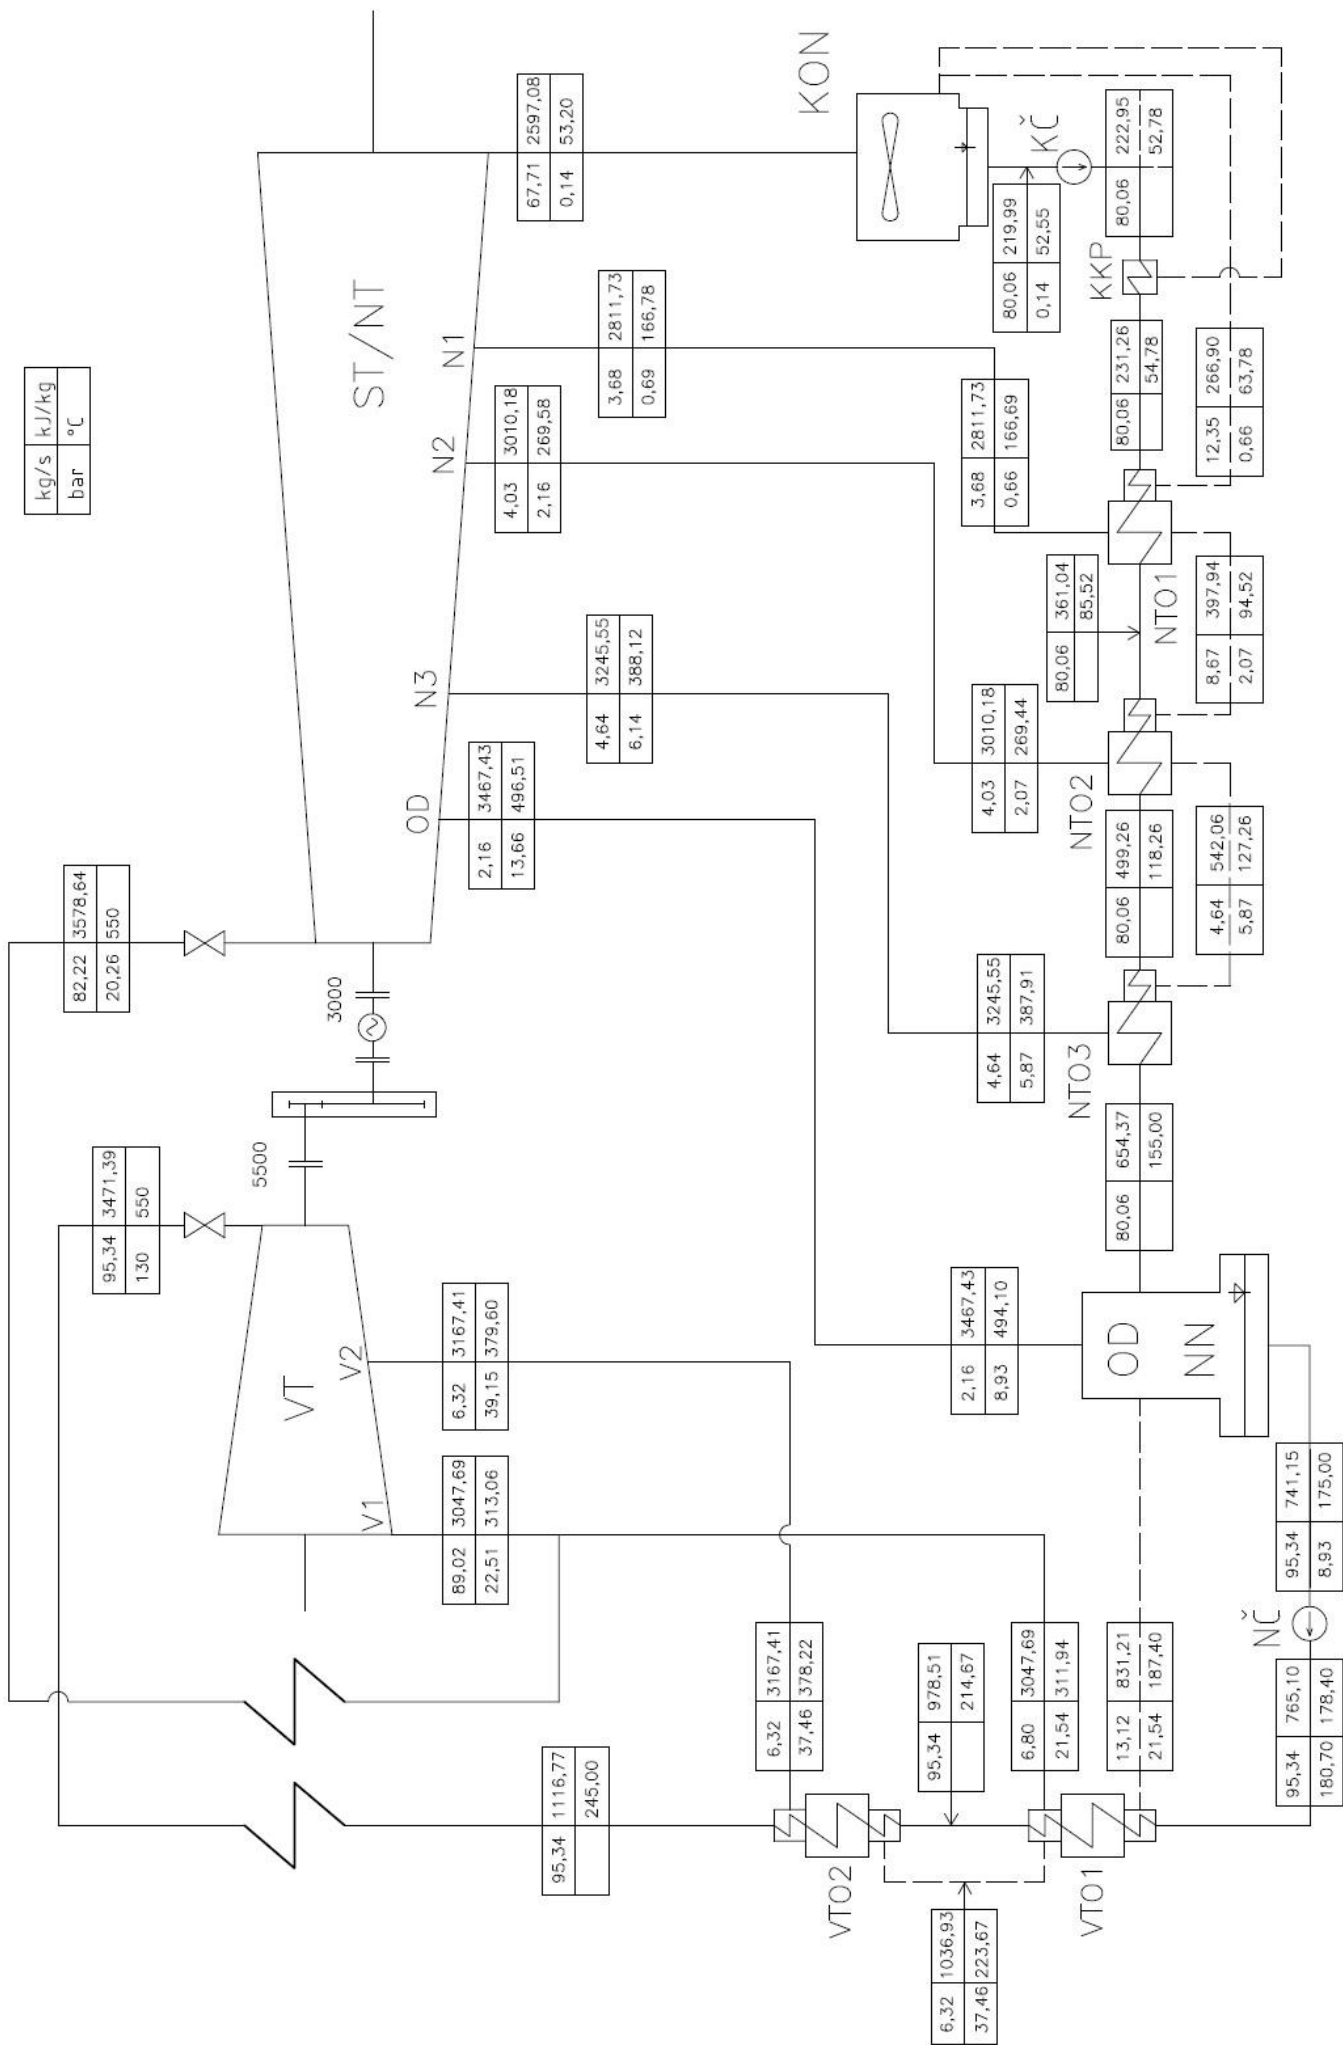 kg/s kJ/kg
bar °C
82,22 3578,64
20,26 550
95,34 3471,39
130 550
5500
3000
VT
V1
V2
ST/NT
OD
N3
N2
N1
89,02 3047,69
22,51 313,06
6,32 3167,41
39,15 379,60
2,16 3467,43
13,66 496,51
4,64 3245,55
6,14 388,12
4,03 3010,18
2,16 269,58
3,68 2811,73
0,69 166,78
67,71 2597,08
0,14 53,20
KON
80,06 219,99
0,14 52,55
KČ
80,06 222,95
52,78
KKP
80,06 231,26
54,78
12,35 266,90
0,66 63,78
3,68 2811,73
0,66 166,69
NTO1
80,06 361,04
85,52
8,67 397,94
2,07 94,52
4,03 3010,18
2,07 269,44
NTO2
80,06 499,26
118,26
4,64 542,06
5,87 127,26
4,64 3245,55
5,87 387,91
NTO3
80,06 654,37
155,00
2,16 3467,43
8,93 494,10
OD
NN
95,34 741,15
8,93 175,00
NČ
95,34 765,10
180,70 178,40
13,12 831,21
21,54 187,40
6,80 3047,69
21,54 311,94
VTO1
95,34 978,51
214,67
6,32 1036,93
37,46 223,67
6,32 3167,41
37,46 378,22
VTO2
95,34 1116,77
245,00